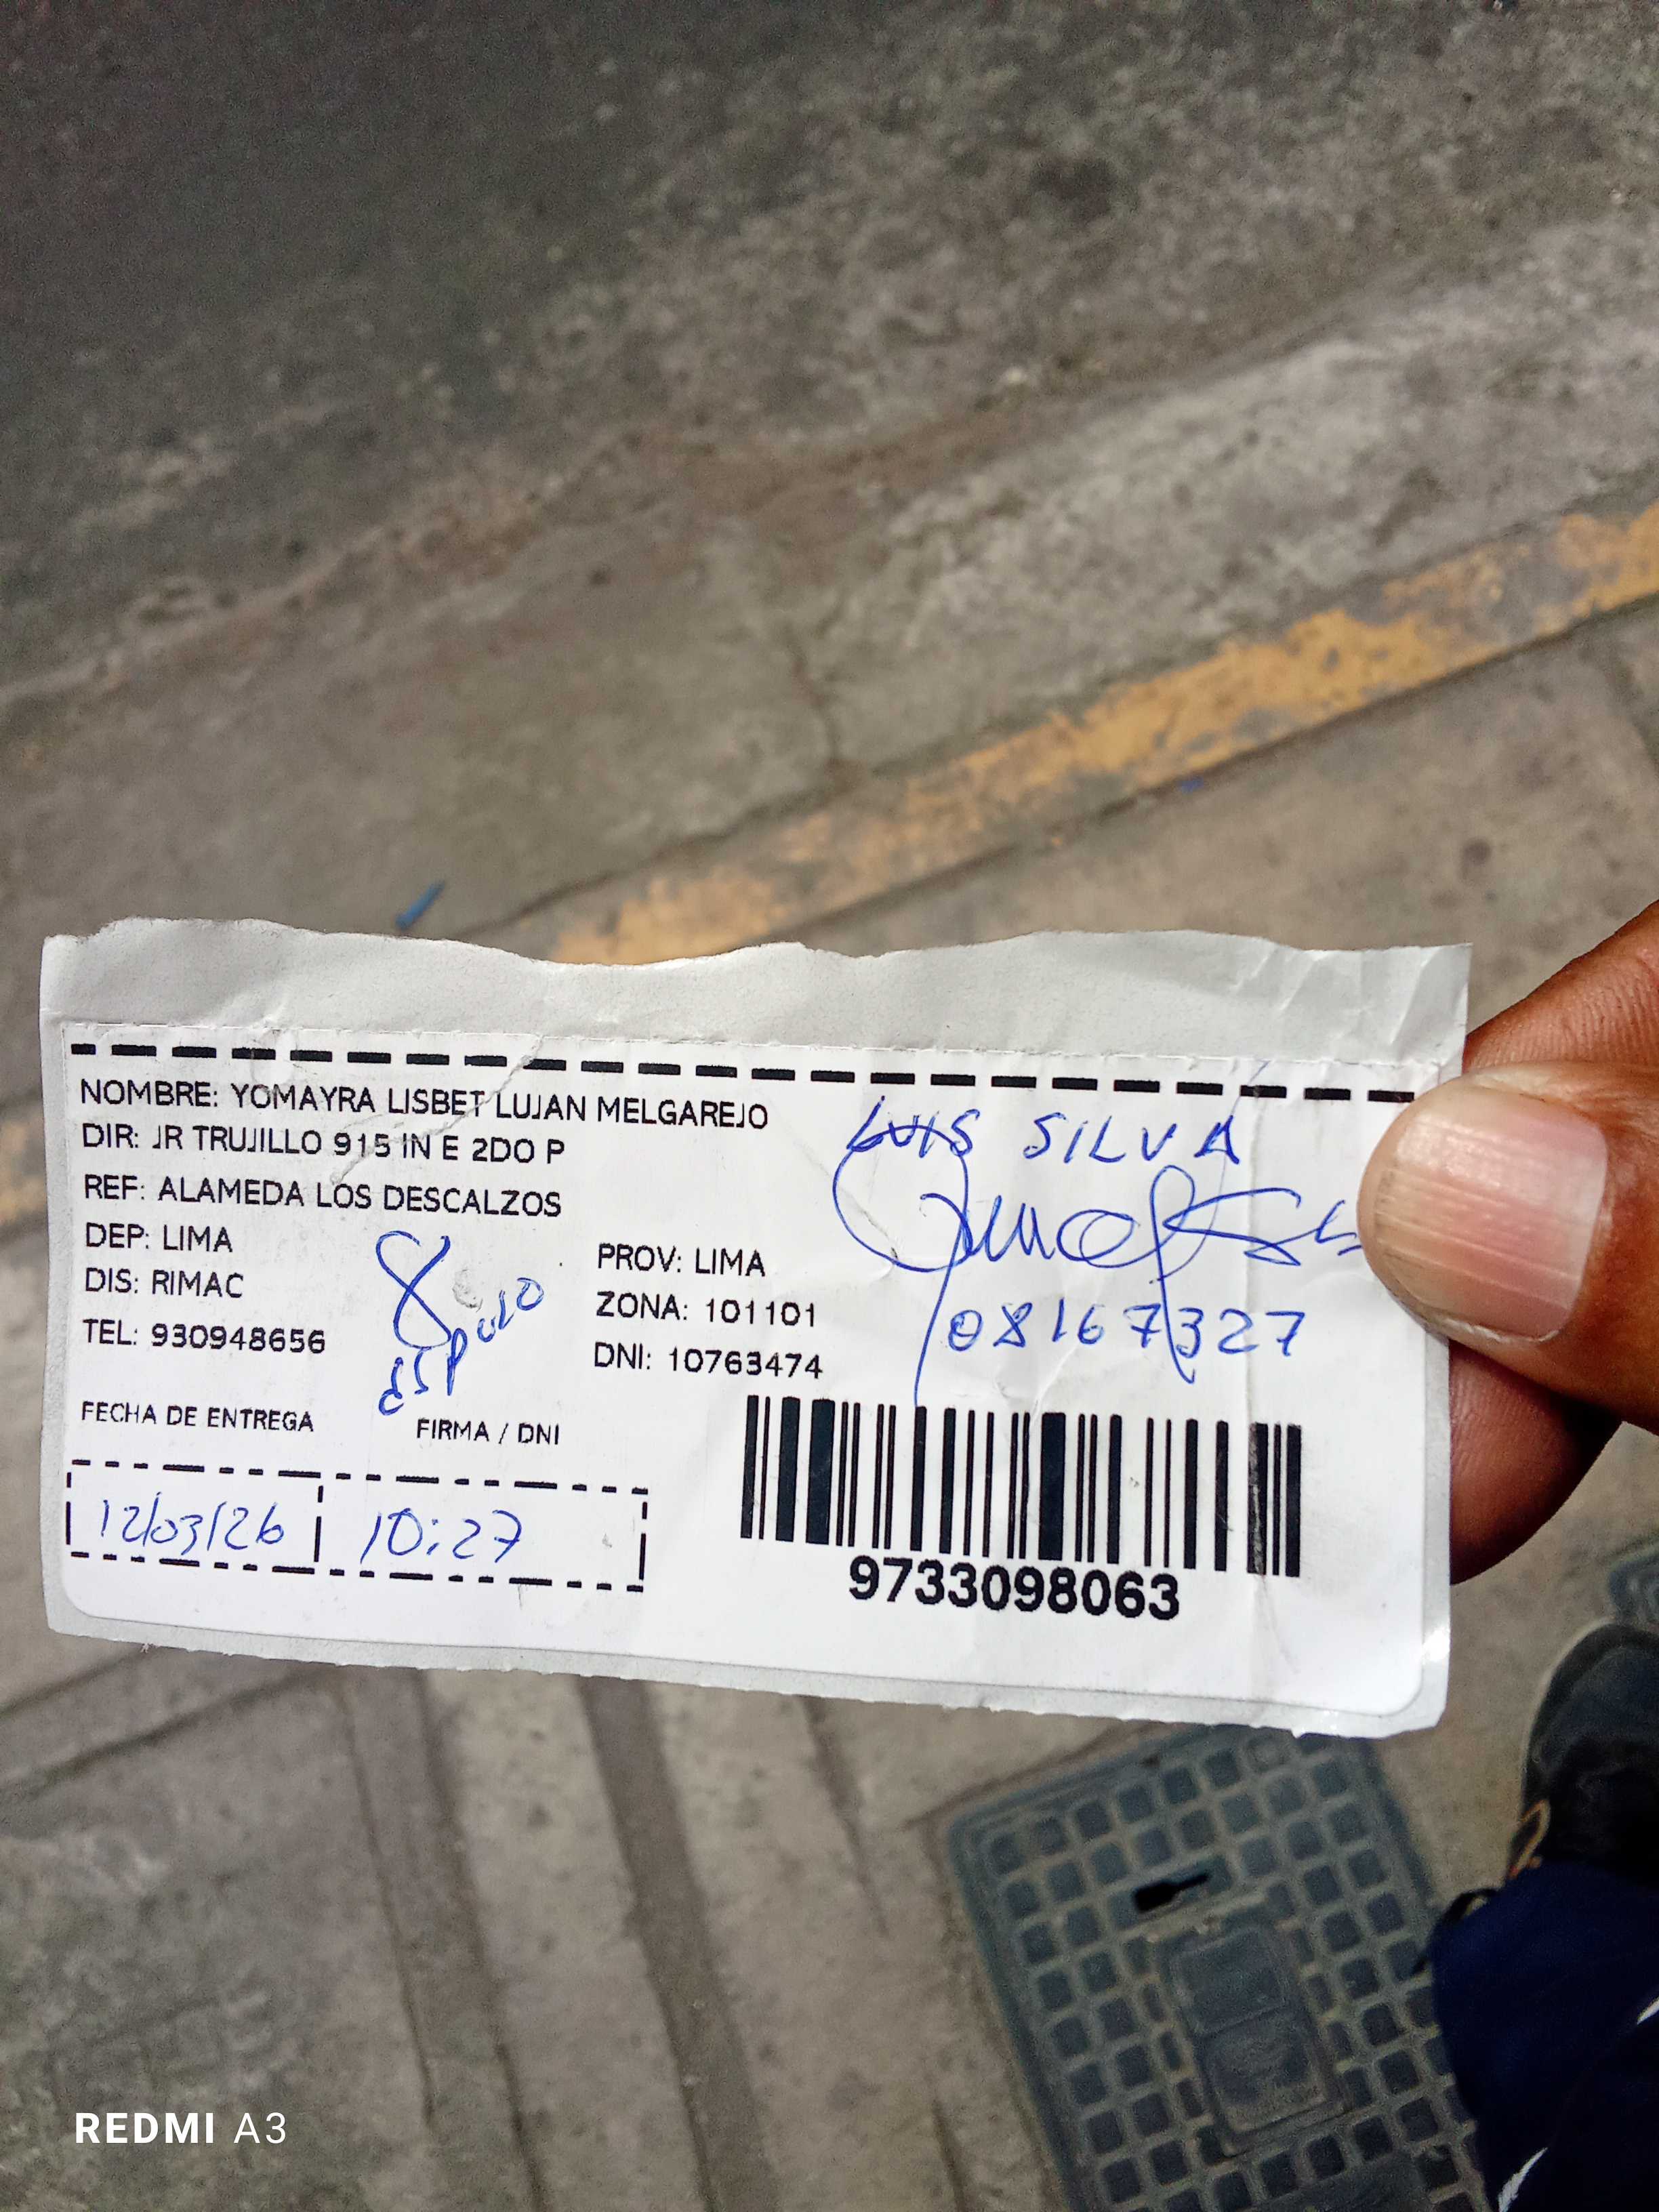 NOMBRE: YOMAYRA LISBET LUJAN MELGAREJO
DIR: JR TRUJILLO 915 IN E 2DO P
REF: ALAMEDA LOS DESCALZOS
DEP: LIMA
PROV: LIMA
DIS: RIMAC
ZONA: 101101
TEL: 930948656
DNI: 10763474
LUIS SILVA
08167327
ESPOSO
FECHA DE ENTREGA
FIRMA / DNI
12/03/26
10:27
9733098063
REDMI A3